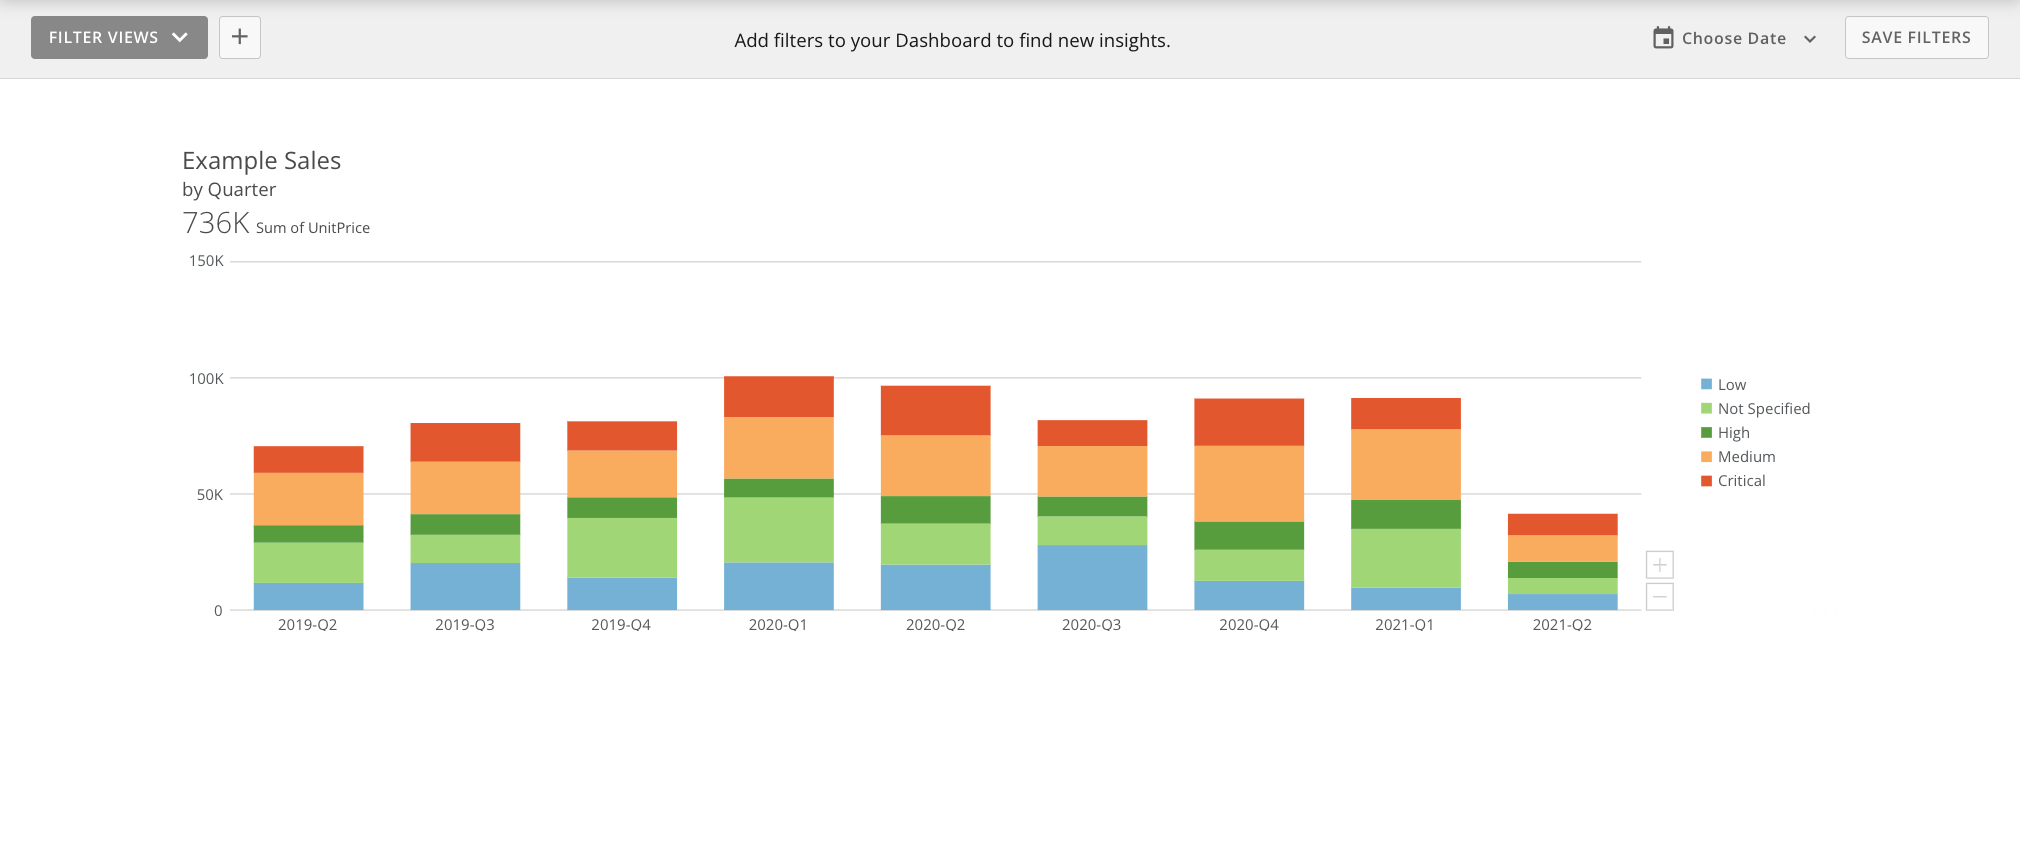 FILTER VIEWS
+
Add filters to your Dashboard to find new insights.
Choose Date
SAVE FILTERS
Example Sales
by Quarter
736K Sum of UnitPrice
150K
100K
50K
0
2019-Q2 2019-Q3 2019-Q4 2020-Q1 2020-Q2 2020-Q3 2020-Q4 2021-Q1 2021-Q2
Low
Not Specified
High
Medium
Critical
+
−